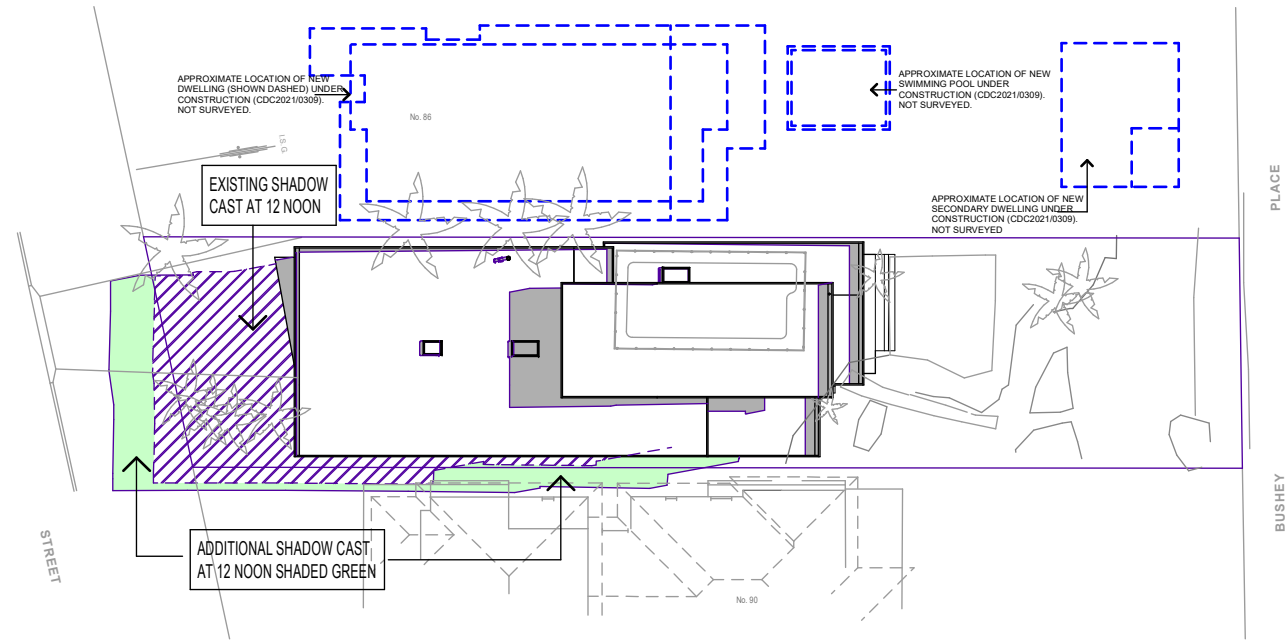 APPROXIMATE LOCATION OF NEW
DWELLING (SHOWN DASHED) UNDER
CONSTRUCTION (CDC2021/0309).
NOT SURVEYED.
APPROXIMATE LOCATION OF NEW
SWIMMING POOL UNDER
CONSTRUCTION (CDC2021/0309).
NOT SURVEYED.
No. 86
I.S.G
EXISTING SHADOW
CAST AT 12 NOON
APPROXIMATE LOCATION OF NEW
SECONDARY DWELLING UNDER
CONSTRUCTION (CDC2021/0309).
NOT SURVEYED
PLACE
BUSHEY
STREET
ADDITIONAL SHADOW CAST
AT 12 NOON SHADED GREEN
No. 90